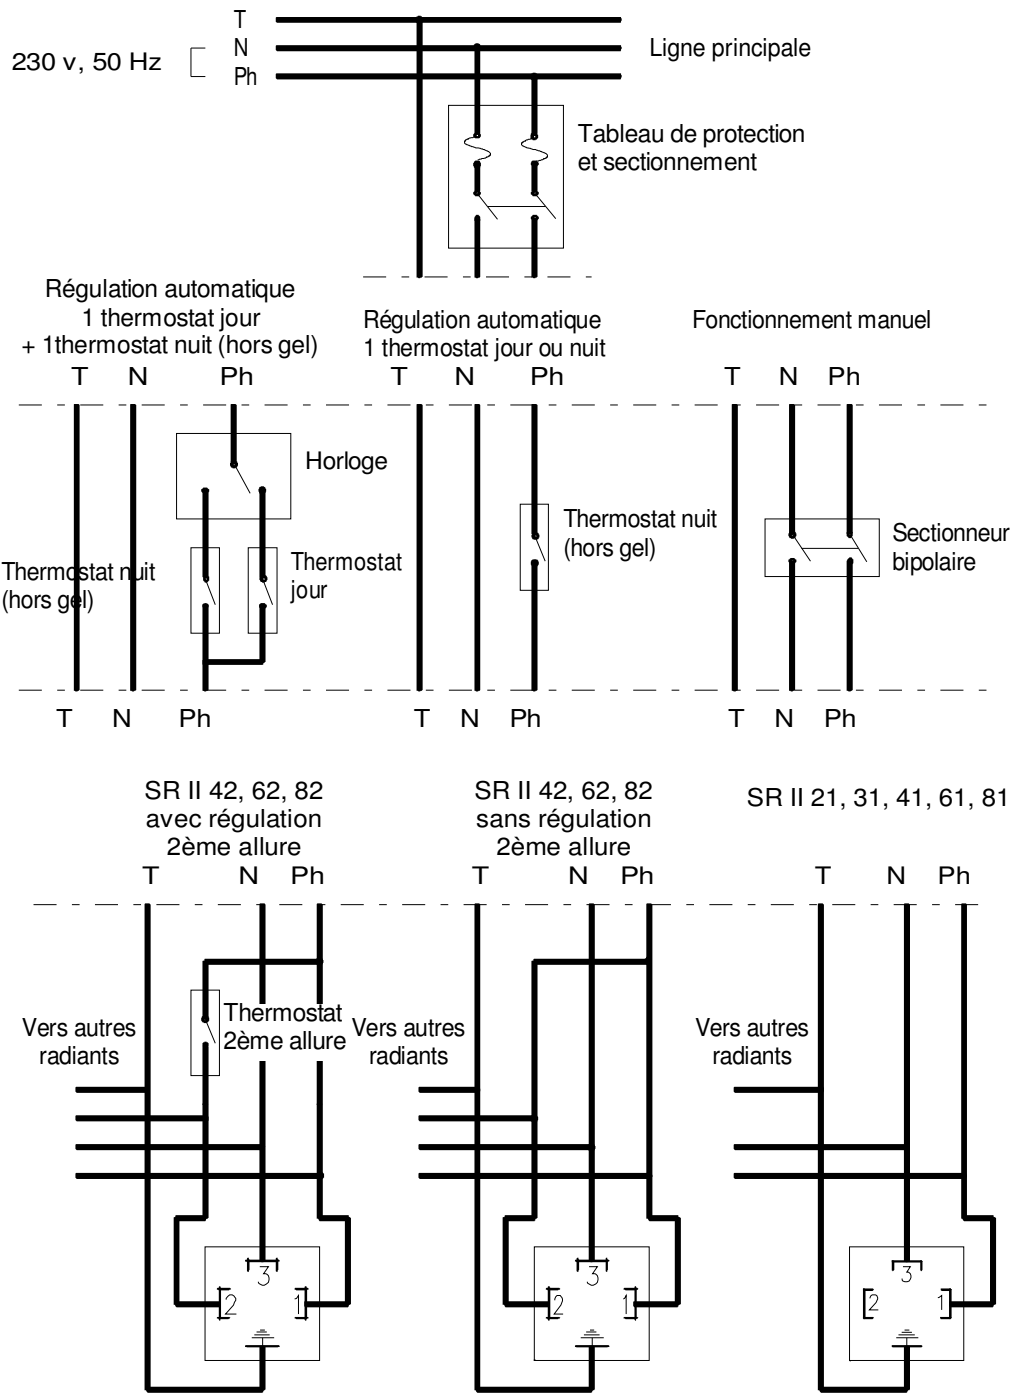 T
N
230 v, 50 Hz
Ph
Ligne principale
Tableau de protection
et sectionnement
Régulation automatique
1 thermostat jour
+ 1thermostat nuit (hors gel)
Régulation automatique
1 thermostat jour ou nuit
Fonctionnement manuel
T N Ph
T N Ph
T N Ph
Horloge
Thermostat nuit
(hors gel)
Thermostat
jour
Thermostat nuit
(hors gel)
Sectionneur
bipolaire
T N Ph
T N Ph
T N Ph
SR II 42, 62, 82
avec régulation
2ème allure
SR II 42, 62, 82
sans régulation
2ème allure
SR II 21, 31, 41, 61, 81
T N Ph
T N Ph
T N Ph
Thermostat
2ème allure
Vers autres
radiants
Vers autres
radiants
Vers autres
radiants
3
2 1
3
2 1
3
2 1